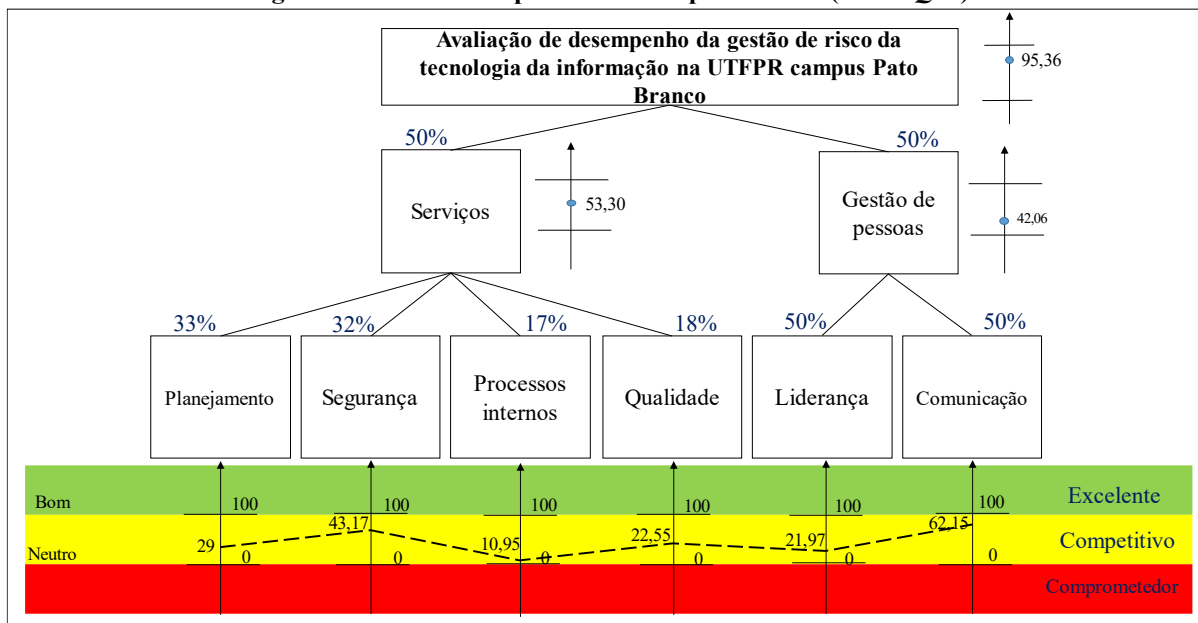 Avaliação de desempenho da gestão de risco da
tecnologia da informação na UTFPR campus Pato
Branco
95,36
50%
50%
Serviços
53,30
Gestão de
pessoas
42,06
33%
32%
17%
18%
50%
50%
Planejamento
Segurança
Processos
internos
Qualidade
Liderança
Comunicação
Bom
100
100
100
100
100
100
Excelente
29
43,17
10,95
22,55
21,97
62,15
Competitivo
Neutro
0
0
0
0
0
0
Comprometedor